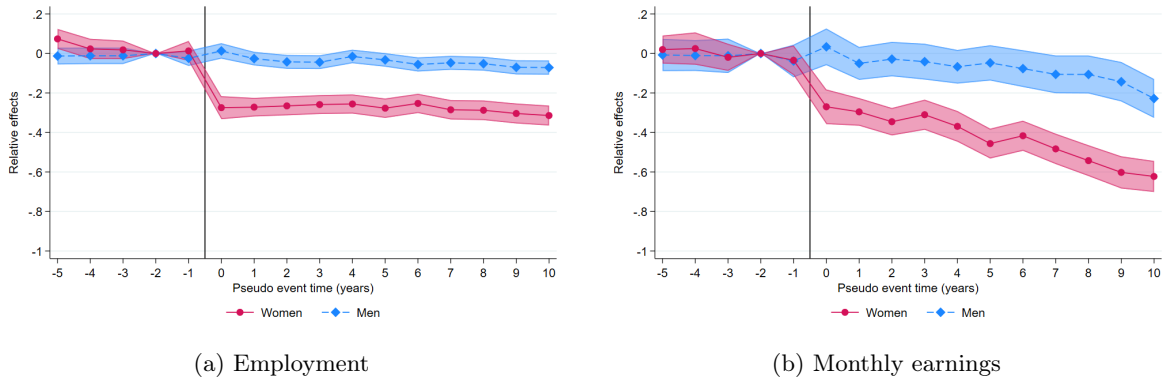 .2
0
-.2
-.4
-.6
-.8
-1
Relative effects
-5 -4 -3 -2 -1 0 1 2 3 4 5 6 7 8 9 10
Pseudo event time (years)
Women Men
(a) Employment
.2
0
-.2
-.4
-.6
-.8
-1
Relative effects
-5 -4 -3 -2 -1 0 1 2 3 4 5 6 7 8 9 10
Pseudo event time (years)
Women Men
(b) Monthly earnings